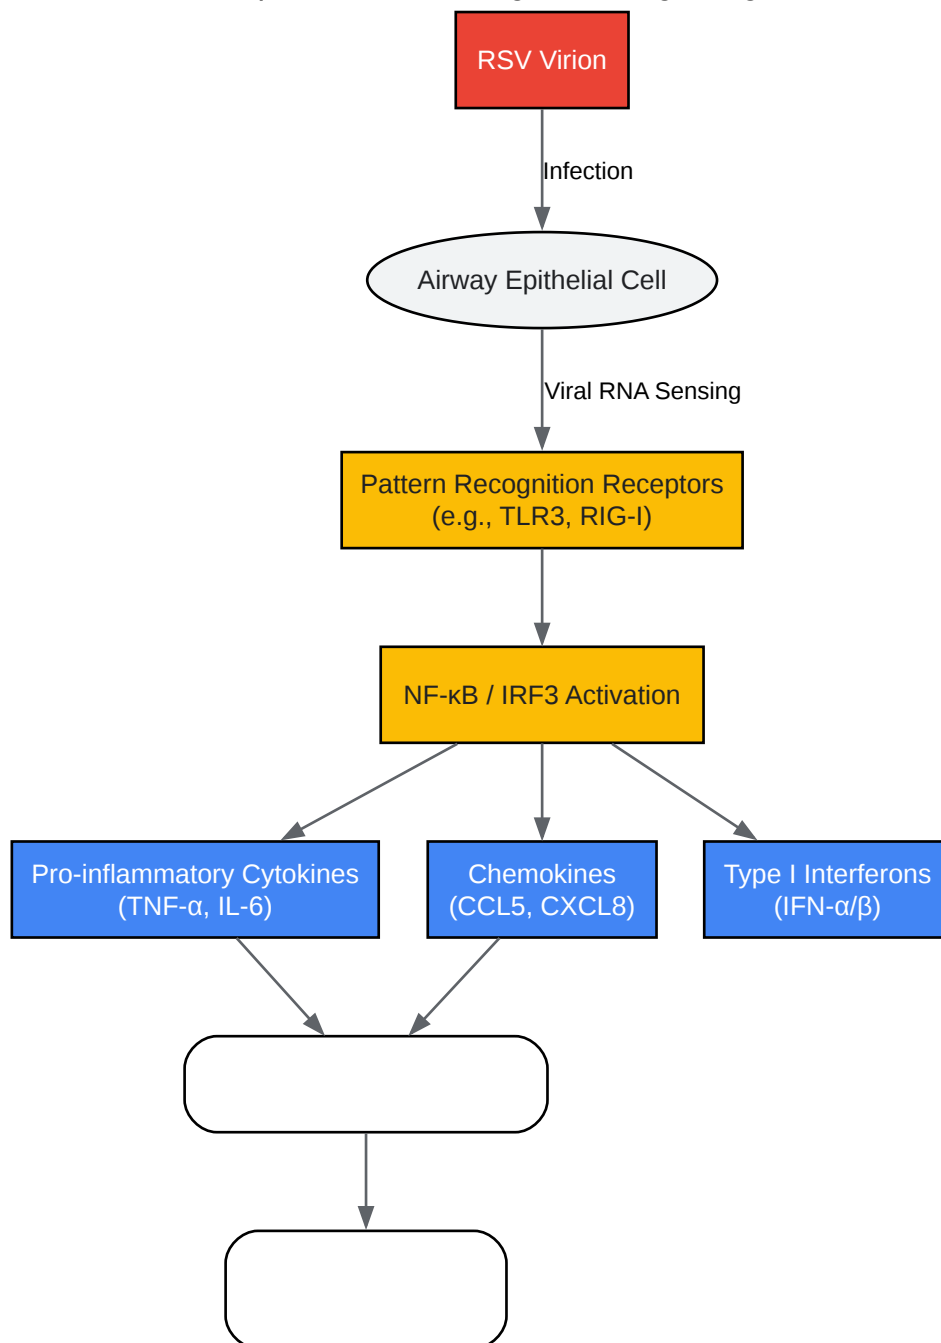 RSV Virion
Infection
Airway Epithelial Cell
Viral RNA Sensing
Pattern Recognition Receptors
(e.g., TLR3, RIG-I)
NF-κB / IRF3 Activation
Pro-inflammatory Cytokines
(TNF-α, IL-6)
Chemokines
(CCL5, CXCL8)
Type I Interferons
(IFN-α/β)